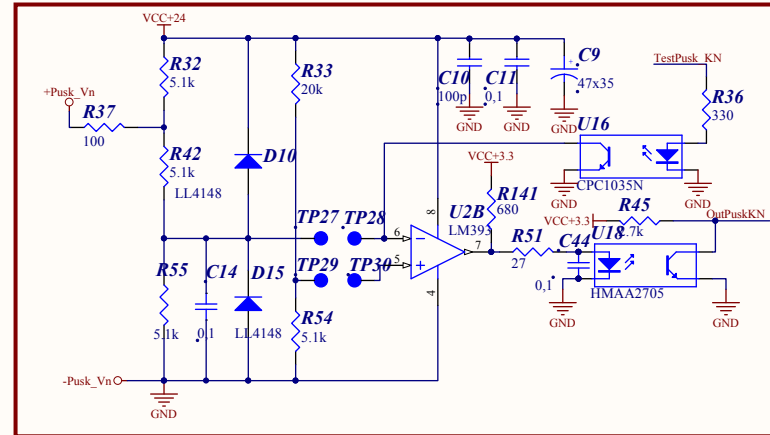 VCC+24
R32
5.1k
+Pusk_Vn
R37
100
R42
5.1k
R33
20k
D10
LL4148
C10
100p
C11
0,1
C9
+
47x35
GND
GND
GND
TestPusk_KN
R36
330
U16
CPC1035N
GND
GND
VCC+3.3
R141
680
TP27
TP28
TP29
TP30
U2B
LM393
8
6
5
7
4
R51
27
C44
0,1
VCC+3.3
R45
2.7k
OutPuskKN
U18
HMAA2705
GND
GND
R55
5.1k
C14
0,1
D15
LL4148
R54
5.1k
-Pusk_Vn
GND